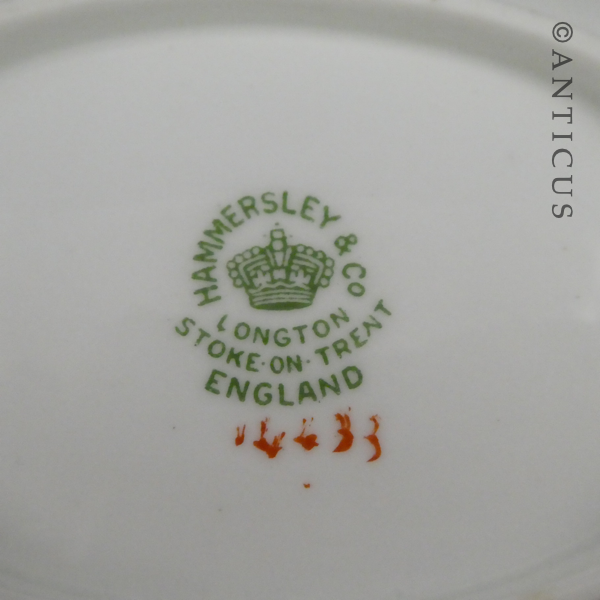 © ANTICUS
HAMMERSLEY & CO
LONGTON
STOKE·ON·TRENT
ENGLAND